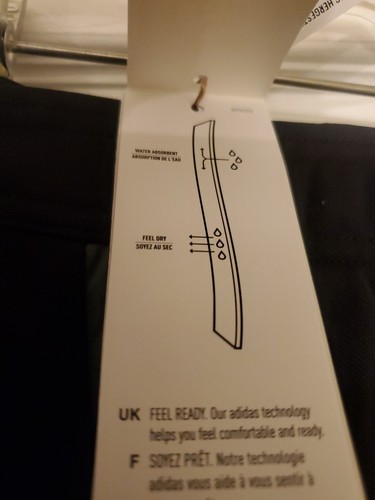 WATER ABSORBENT
ABSORPTION DE L'EAU
FEEL DRY
SOYEZ AU SEC
UK FEEL READY. Our adidas technology
helps you feel comfortable and ready.
F SOYEZ PRÊT. Notre technologie
adidas vous aide à vous sentir à